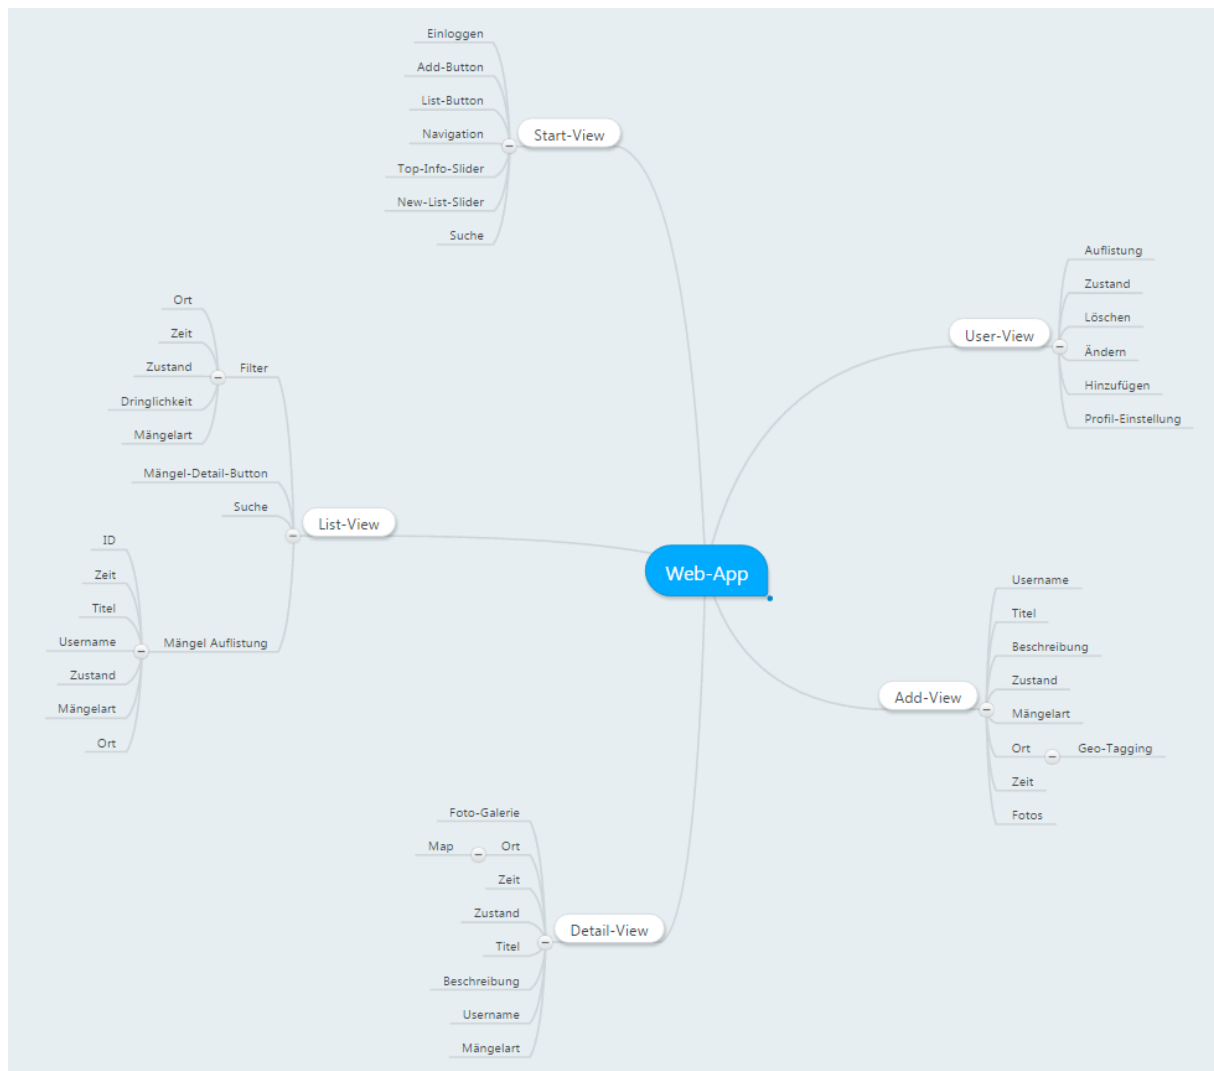 Einloggen
Add-Button
List-Button
Navigation
Top-Info-Slider
New-List-Slider
Suche
Start-View
Auflistung
Zustand
Löschen
Ändern
Hinzufügen
Profil-Einstellung
User-View
Ort
Zeit
Zustand
Dringlichkeit
Mängelart
Filter
Mängel-Detail-Button
Suche
List-View
ID
Zeit
Titel
Username
Zustand
Mängelart
Ort
Mängel Auflistung
Web-App
Username
Titel
Beschreibung
Zustand
Mängelart
Ort
Geo-Tagging
Zeit
Fotos
Add-View
Foto-Galerie
Map
Ort
Zeit
Zustand
Titel
Beschreibung
Username
Mängelart
Detail-View